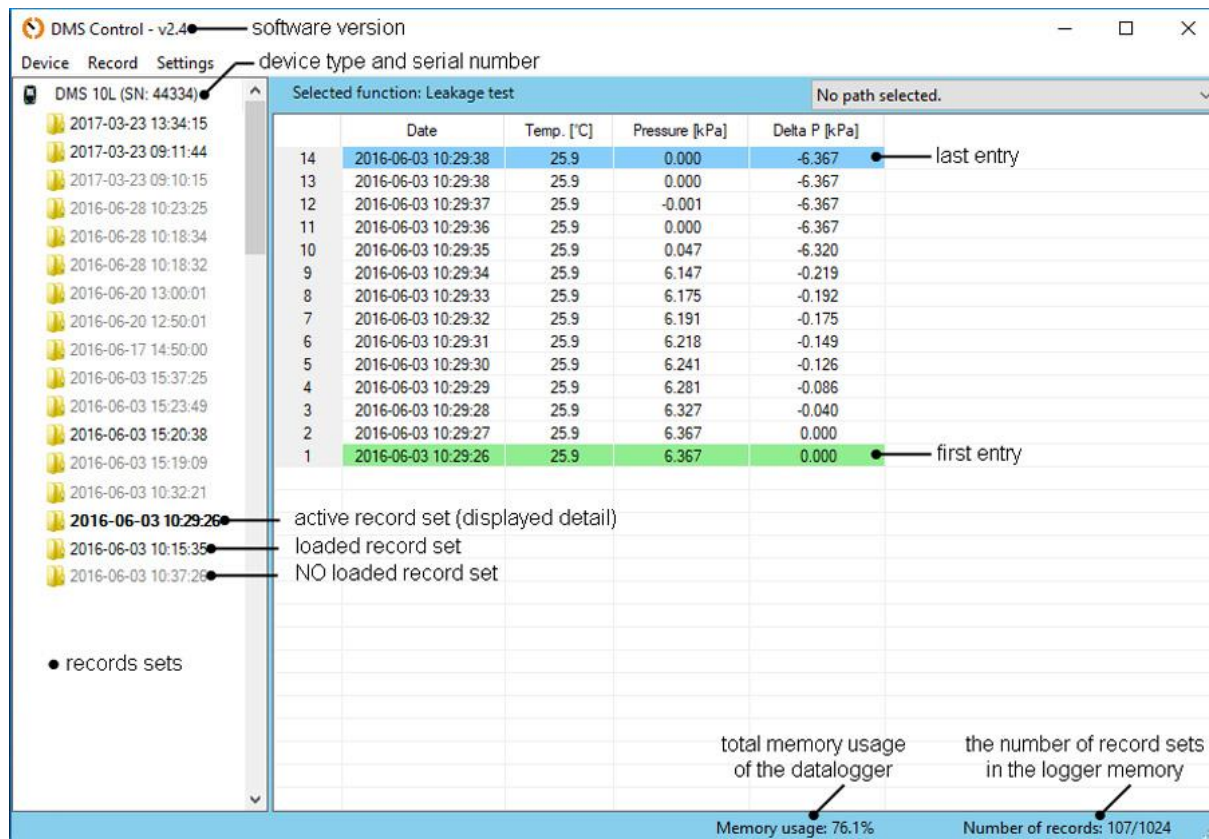 DMS Control - v2.4 software version
Device Record Settings device type and serial number
DMS 10L (SN: 44334)
2017-03-23 13:34:15
2017-03-23 09:11:44
2017-03-23 09:10:15
2016-06-28 10:23:25
2016-06-28 10:18:34
2016-06-28 10:18:32
2016-06-20 13:00:01
2016-06-20 12:50:01
2016-06-17 14:50:00
2016-06-03 15:37:25
2016-06-03 15:23:49
2016-06-03 15:20:38
2016-06-03 15:19:09
2016-06-03 10:32:21
2016-06-03 10:29:26 active record set (displayed detail)
2016-06-03 10:15:35 loaded record set
2016-06-03 10:37:26 NO loaded record set
records sets
Selected function: Leakage test No path selected.
Date Temp. [°C] Pressure [kPa] Delta P [kPa]
14 2016-06-03 10:29:38 25.9 0.000 -6.367 last entry
13 2016-06-03 10:29:38 25.9 0.000 -6.367
12 2016-06-03 10:29:37 25.9 -0.001 -6.367
11 2016-06-03 10:29:36 25.9 0.000 -6.367
10 2016-06-03 10:29:35 25.9 0.047 -6.320
9 2016-06-03 10:29:34 25.9 6.147 -0.219
8 2016-06-03 10:29:33 25.9 6.175 -0.192
7 2016-06-03 10:29:32 25.9 6.191 -0.175
6 2016-06-03 10:29:31 25.9 6.218 -0.149
5 2016-06-03 10:29:30 25.9 6.241 -0.126
4 2016-06-03 10:29:29 25.9 6.281 -0.086
3 2016-06-03 10:29:28 25.9 6.327 -0.040
2 2016-06-03 10:29:27 25.9 6.367 0.000
1 2016-06-03 10:29:26 25.9 6.367 0.000 first entry
total memory usage
of the datalogger
the number of record sets
in the logger memory
Memory usage: 76.1% Number of records: 107/1024